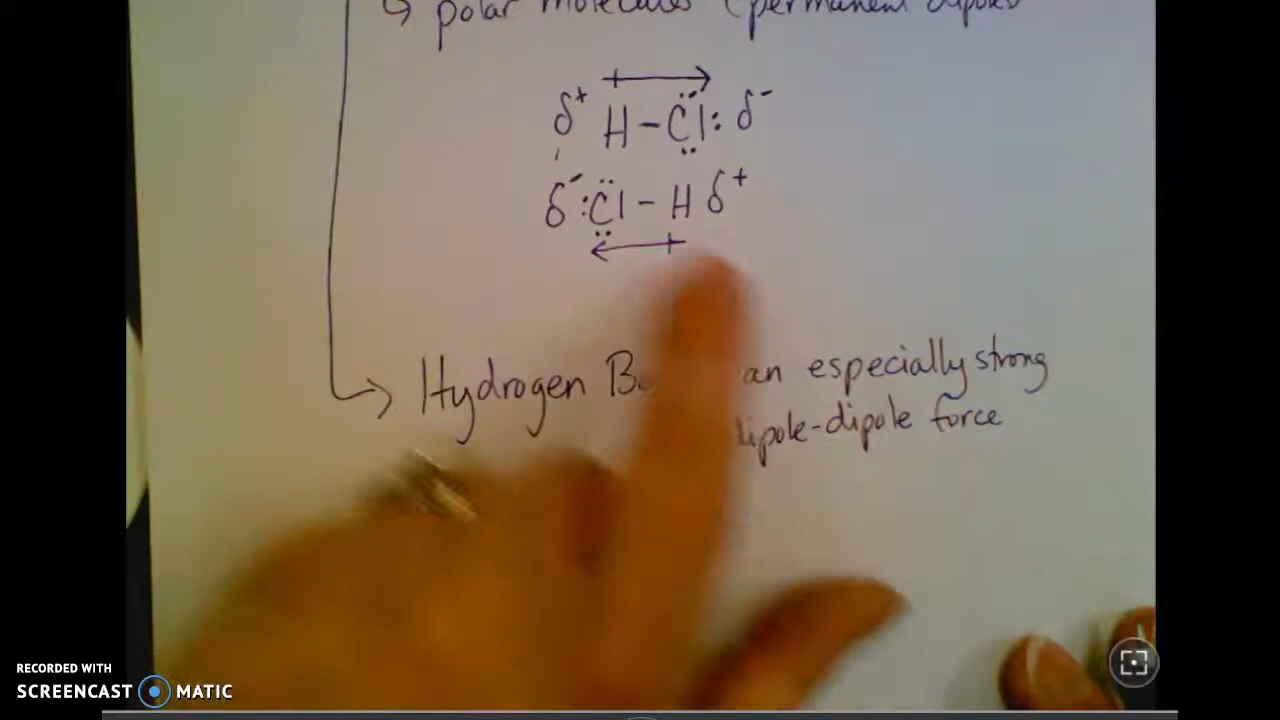 ↳ polar molecules (permanent dipoles
δ+ H–Cl: δ-
δ- :Cl–H δ+
Hydrogen an especially strong
dipole-dipole force
RECORDED WITH
SCREENCAST MATIC